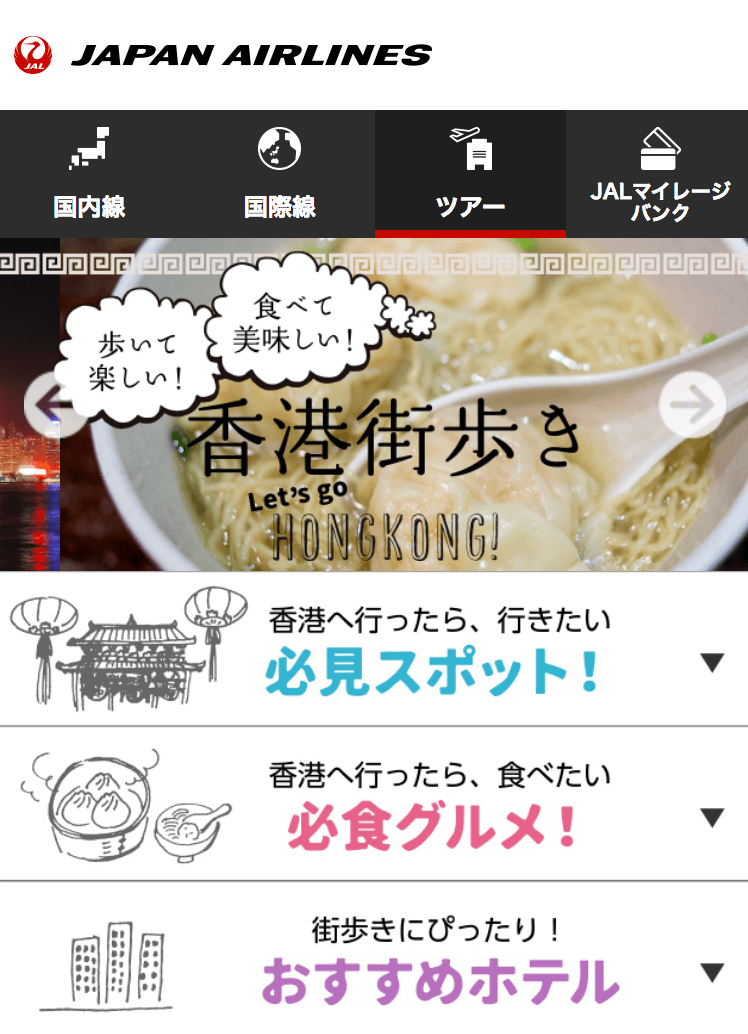 JAL
JAPAN AIRLINES
国内線
国際線
ツアー
JALマイレージ
バンク
歩いて
楽しい!
食べて
美味しい!
香港街歩き
Let's go
HONGKONG!
香港へ行ったら、行きたい
必見スポット!
▼
香港へ行ったら、食べたい
必食グルメ!
▼
街歩きにぴったり!
おすすめホテル
▼